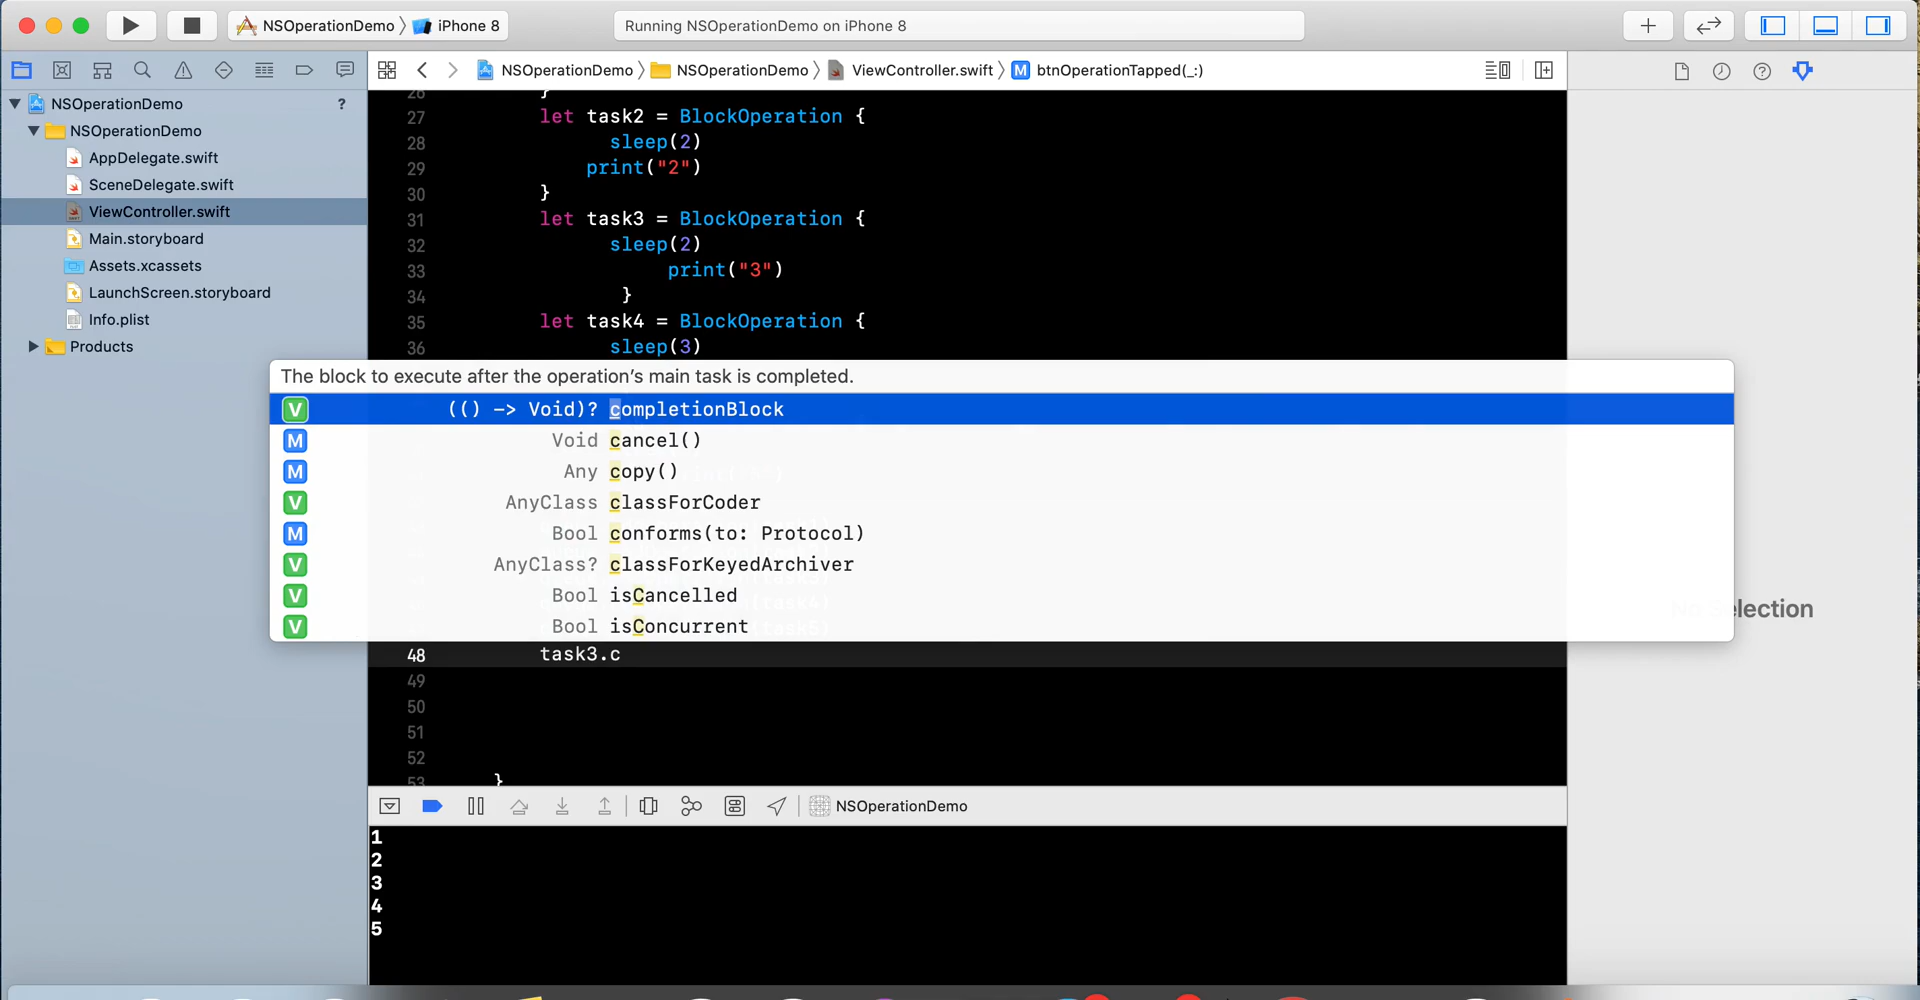 NSOperationDemo iPhone 8
Running NSOperationDemo on iPhone 8
NSOperationDemo NSOperationDemo ViewController.swift M btnOperationTapped(_:)
NSOperationDemo ?
NSOperationDemo
AppDelegate.swift
SceneDelegate.swift
ViewController.swift
Main.storyboard
Assets.xcassets
LaunchScreen.storyboard
Info.plist
Products
26 }
27 let task2 = BlockOperation {
28 sleep(2)
29 print("2")
30 }
31 let task3 = BlockOperation {
32 sleep(2)
33 print("3")
34 }
35 let task4 = BlockOperation {
36 sleep(3)
The block to execute after the operation's main task is completed.
V (() -> Void)? completionBlock
M Void cancel()
M Any copy()
V AnyClass classForCoder
M Bool conforms(to: Protocol)
V AnyClass? classForKeyedArchiver
V Bool isCancelled
V Bool isConcurrent
48 task3.c
49
50
51
52
53 }
No Selection
NSOperationDemo
1
2
3
4
5